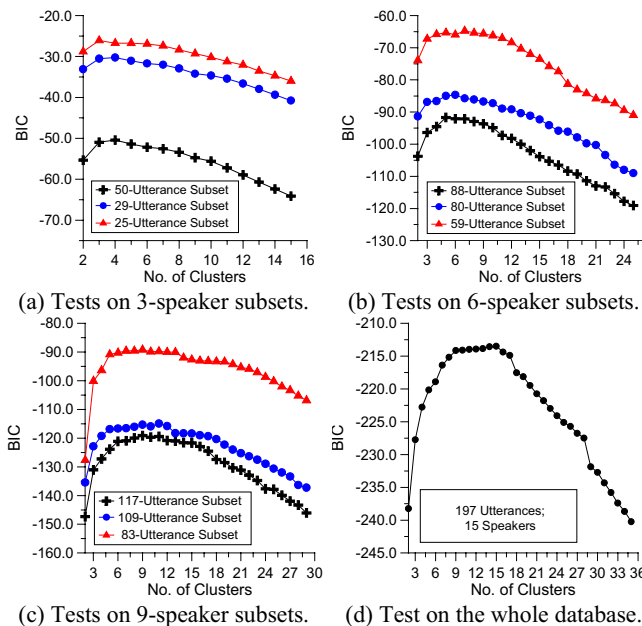 -20.0
-30.0
-40.0
-50.0
-60.0
-70.0
BIC
50-Utterance Subset
29-Utterance Subset
25-Utterance Subset
2 4 6 8 10 12 14 16
No. of Clusters
(a) Tests on 3-speaker subsets.
-60.0
-70.0
-80.0
-90.0
-100.0
-110.0
-120.0
-130.0
BIC
88-Utterance Subset
80-Utterance Subset
59-Utterance Subset
3 6 9 12 15 18 21 24
No. of Clusters
(b) Tests on 6-speaker subsets.
-80.0
-90.0
-100.0
-110.0
-120.0
-130.0
-140.0
-150.0
-160.0
BIC
117-Utterance Subset
109-Utterance Subset
83-Utterance Subset
3 6 9 12 15 18 21 24 27 30
No. of Clusters
(c) Tests on 9-speaker subsets.
-210.0
-215.0
-220.0
-225.0
-230.0
-235.0
-240.0
-245.0
BIC
197 Utterances;
15 Speakers
3 6 9 12 15 18 21 24 27 30 33 36
No. of Clusters
(d) Test on the whole database.